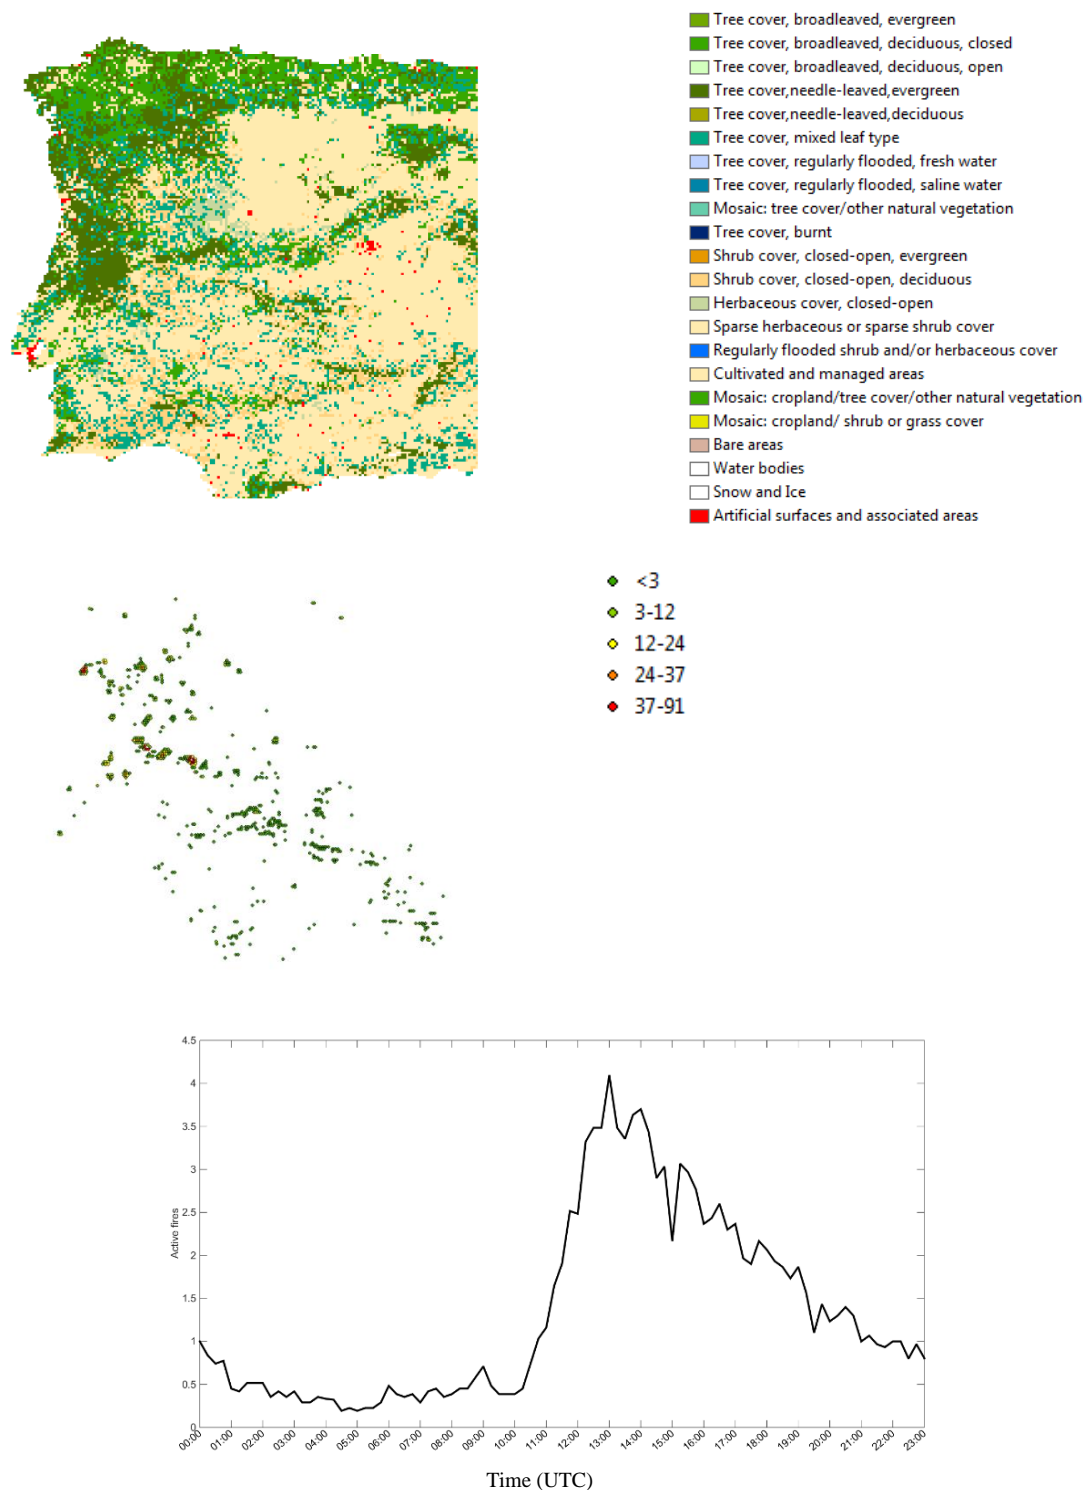 Tree cover, broadleaved, evergreen
Tree cover, broadleaved, deciduous, closed
Tree cover, broadleaved, deciduous, open
Tree cover,needle-leaved,evergreen
Tree cover,needle-leaved,deciduous
Tree cover, mixed leaf type
Tree cover, regularly flooded, fresh water
Tree cover, regularly flooded, saline water
Mosaic: tree cover/other natural vegetation
Tree cover, burnt
Shrub cover, closed-open, evergreen
Shrub cover, closed-open, deciduous
Herbaceous cover, closed-open
Sparse herbaceous or sparse shrub cover
Regularly flooded shrub and/or herbaceous cover
Cultivated and managed areas
Mosaic: cropland/tree cover/other natural vegetation
Mosaic: cropland/ shrub or grass cover
Bare areas
Water bodies
Snow and Ice
Artificial surfaces and associated areas
<3
3-12
12-24
24-37
37-91
4.5
4
3.5
3
2.5
2
1.5
1
0.5
0
Active fires
00:00 01:00 02:00 03:00 04:00 05:00 06:00 07:00 08:00 09:00 10:00 11:00 12:00 13:00 14:00 15:00 16:00 17:00 18:00 19:00 20:00 21:00 22:00 23:00
Time (UTC)